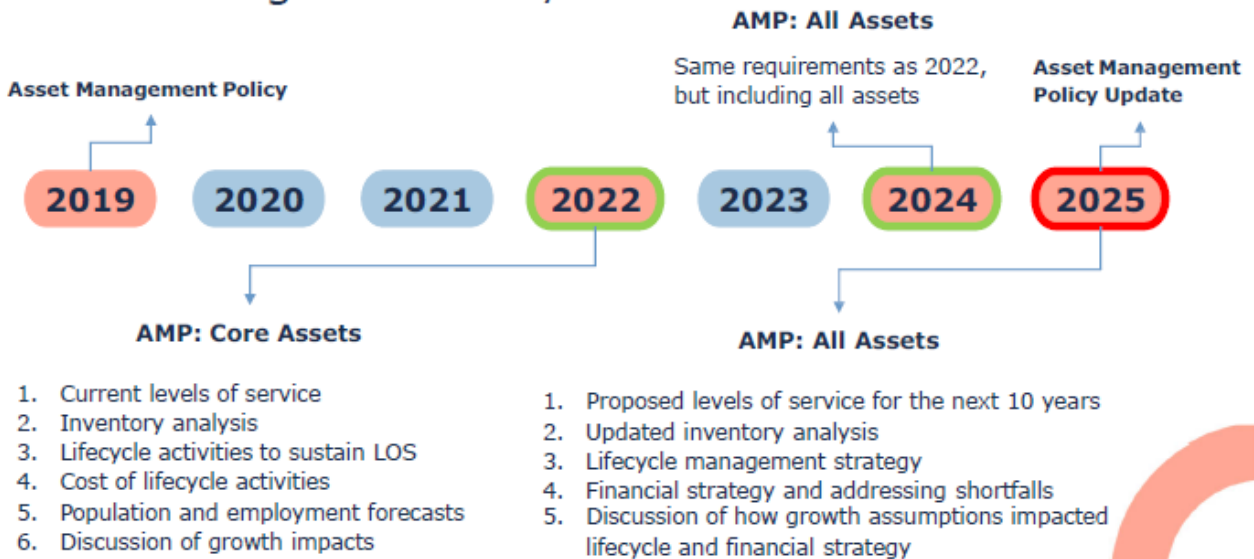 AMP: All Assets
Same requirements as 2022,
but including all assets
Asset Management Policy
Asset Management
Policy Update
2019
2020
2021
2022
2023
2024
2025
AMP: Core Assets
1. Current levels of service
2. Inventory analysis
3. Lifecycle activities to sustain LOS
4. Cost of lifecycle activities
5. Population and employment forecasts
6. Discussion of growth impacts
AMP: All Assets
1. Proposed levels of service for the next 10 years
2. Updated inventory analysis
3. Lifecycle management strategy
4. Financial strategy and addressing shortfalls
5. Discussion of how growth assumptions impacted
lifecycle and financial strategy